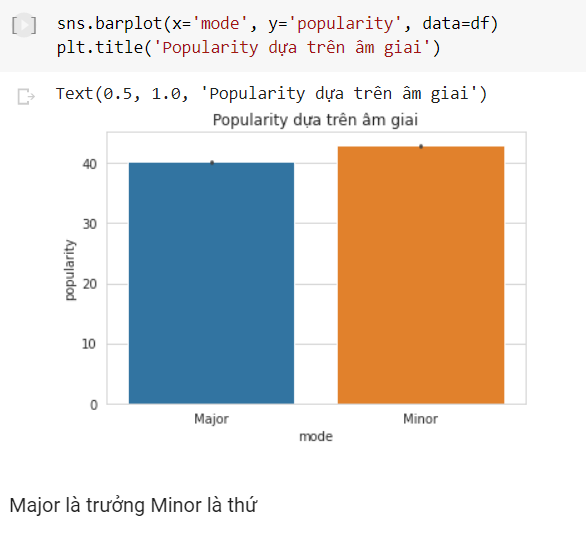 [ ] sns.barplot(x='mode', y='popularity', data=df)
plt.title('Popularity dựa trên âm giai')
Text(0.5, 1.0, 'Popularity dựa trên âm giai')
Popularity dựa trên âm giai
40
30
20
10
0
popularity
Major Minor
mode
Major là trưởng Minor là thứ